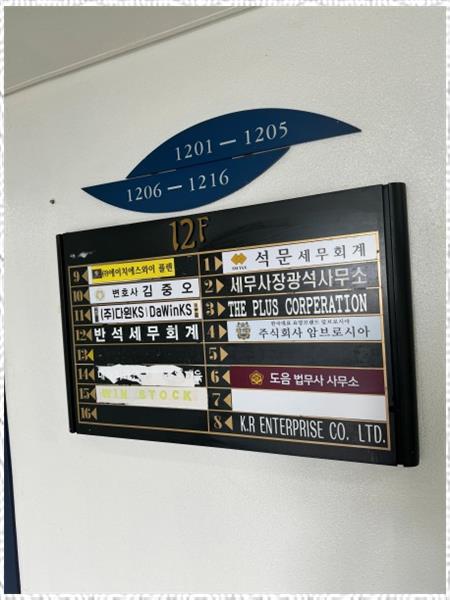 1201 — 1205
1206 — 1216
12F
9 (주)에이치에스와이 플랜
10 변호사 김중오
11 (주)다원KS | DaWinKS
12 반석세무회계
13
14
15 WIN STOCK
16
1 석문세무회계
2 세무사장광석사무소
3 THE PLUS CORPERATION
4 주식회사 암브로시아
5
6 도음 법무사 사무소
7
8 K.R ENTERPRISE CO. LTD.